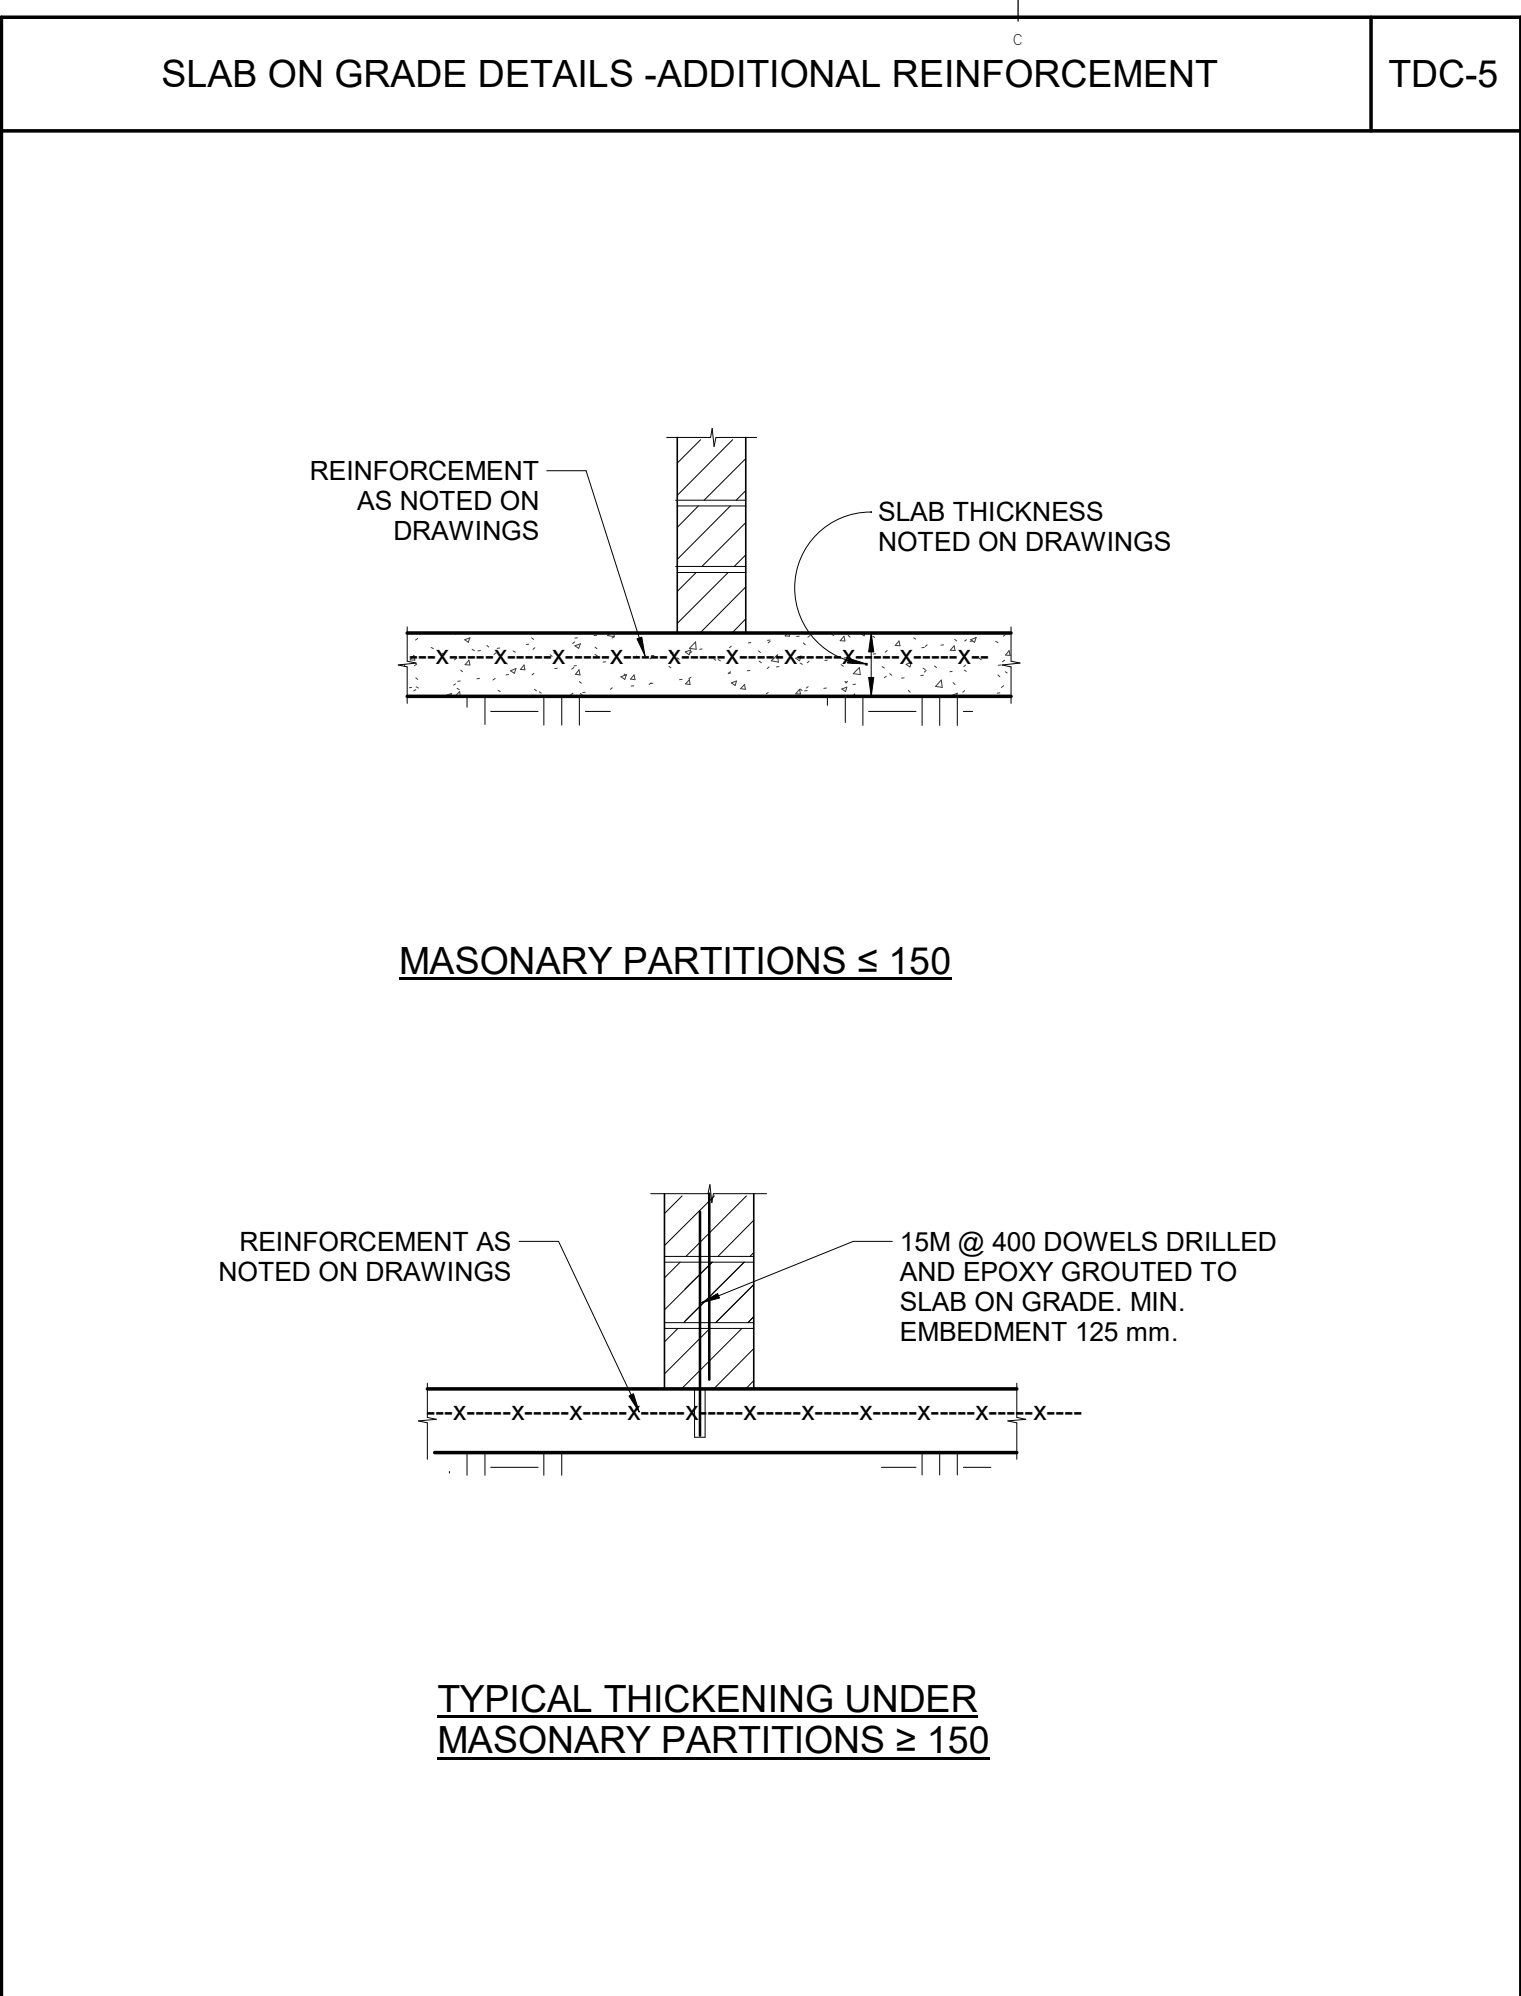 C
SLAB ON GRADE DETAILS -ADDITIONAL REINFORCEMENT
TDC-5
REINFORCEMENT
AS NOTED ON
DRAWINGS
SLAB THICKNESS
NOTED ON DRAWINGS
X X X X X X X X X X
MASONARY PARTITIONS ≤ 150
REINFORCEMENT AS
NOTED ON DRAWINGS
15M @ 400 DOWELS DRILLED
AND EPOXY GROUTED TO
SLAB ON GRADE. MIN.
EMBEDMENT 125 mm.
X X X X X X X X X X X
TYPICAL THICKENING UNDER
MASONARY PARTITIONS ≥ 150